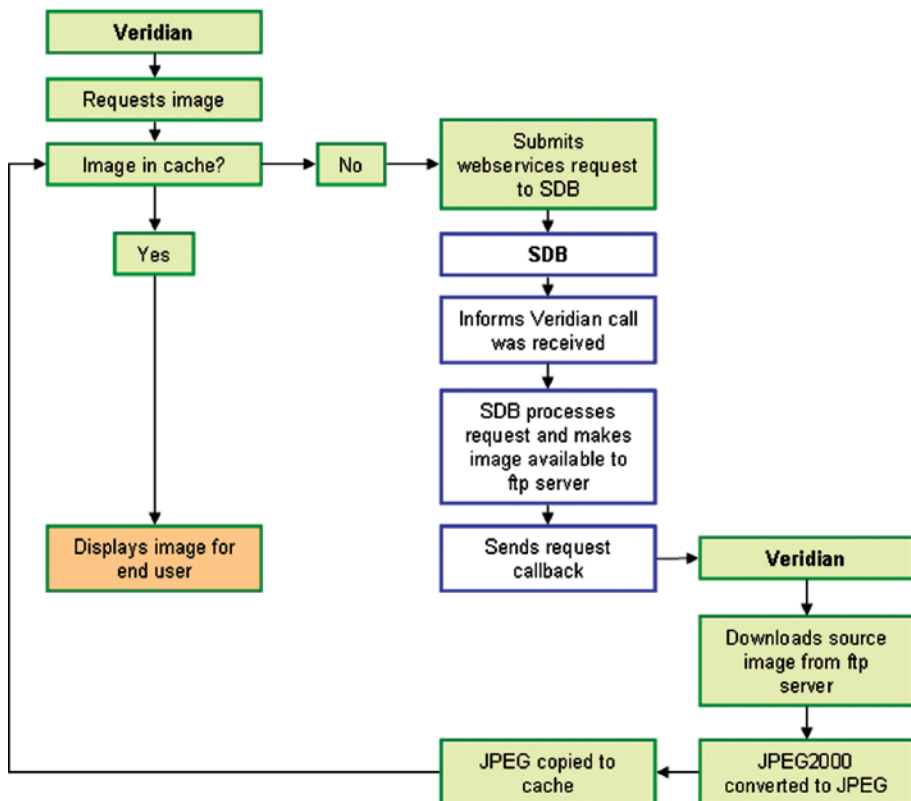 Veridian
Requests image
Image in cache?
No
Submits
webservices request
to SDB
Yes
SDB
Informs Veridian call
was received
SDB processes
request and makes
image available to
ftp server
Displays image for
end user
Sends request
callback
Veridian
Downloads source
image from ftp
server
JPEG2000
converted to JPEG
JPEG copied to
cache